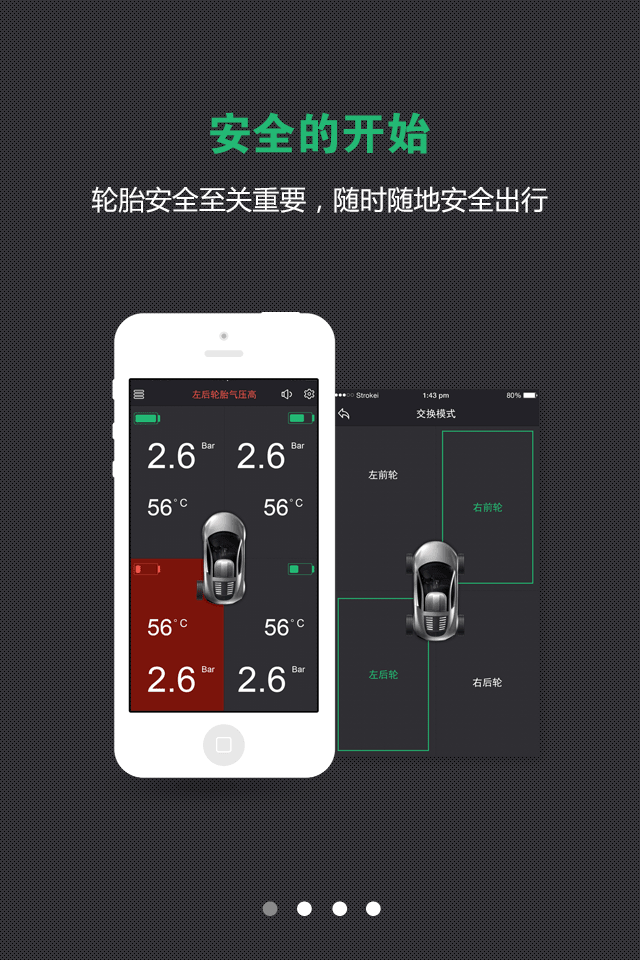 安全的开始
轮胎安全至关重要，随时随地安全出行
左后轮胎气压高
2.6 Bar
2.6 Bar
56°C
56°C
56°C
56°C
2.6 Bar
2.6 Bar
Strokei 1:43 pm 80%
交换模式
左前轮
右前轮
左后轮
右后轮